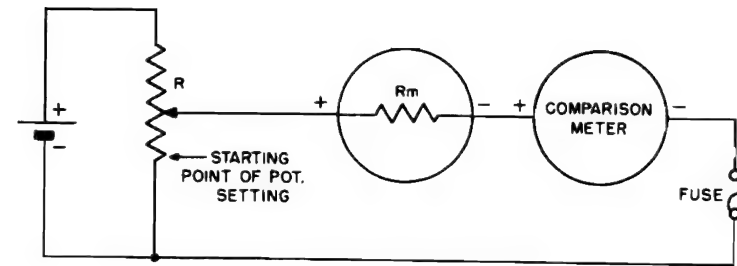 +
-
R
STARTING
POINT OF POT.
SETTING
+
Rm
-
+
COMPARISON
METER
-
FUSE